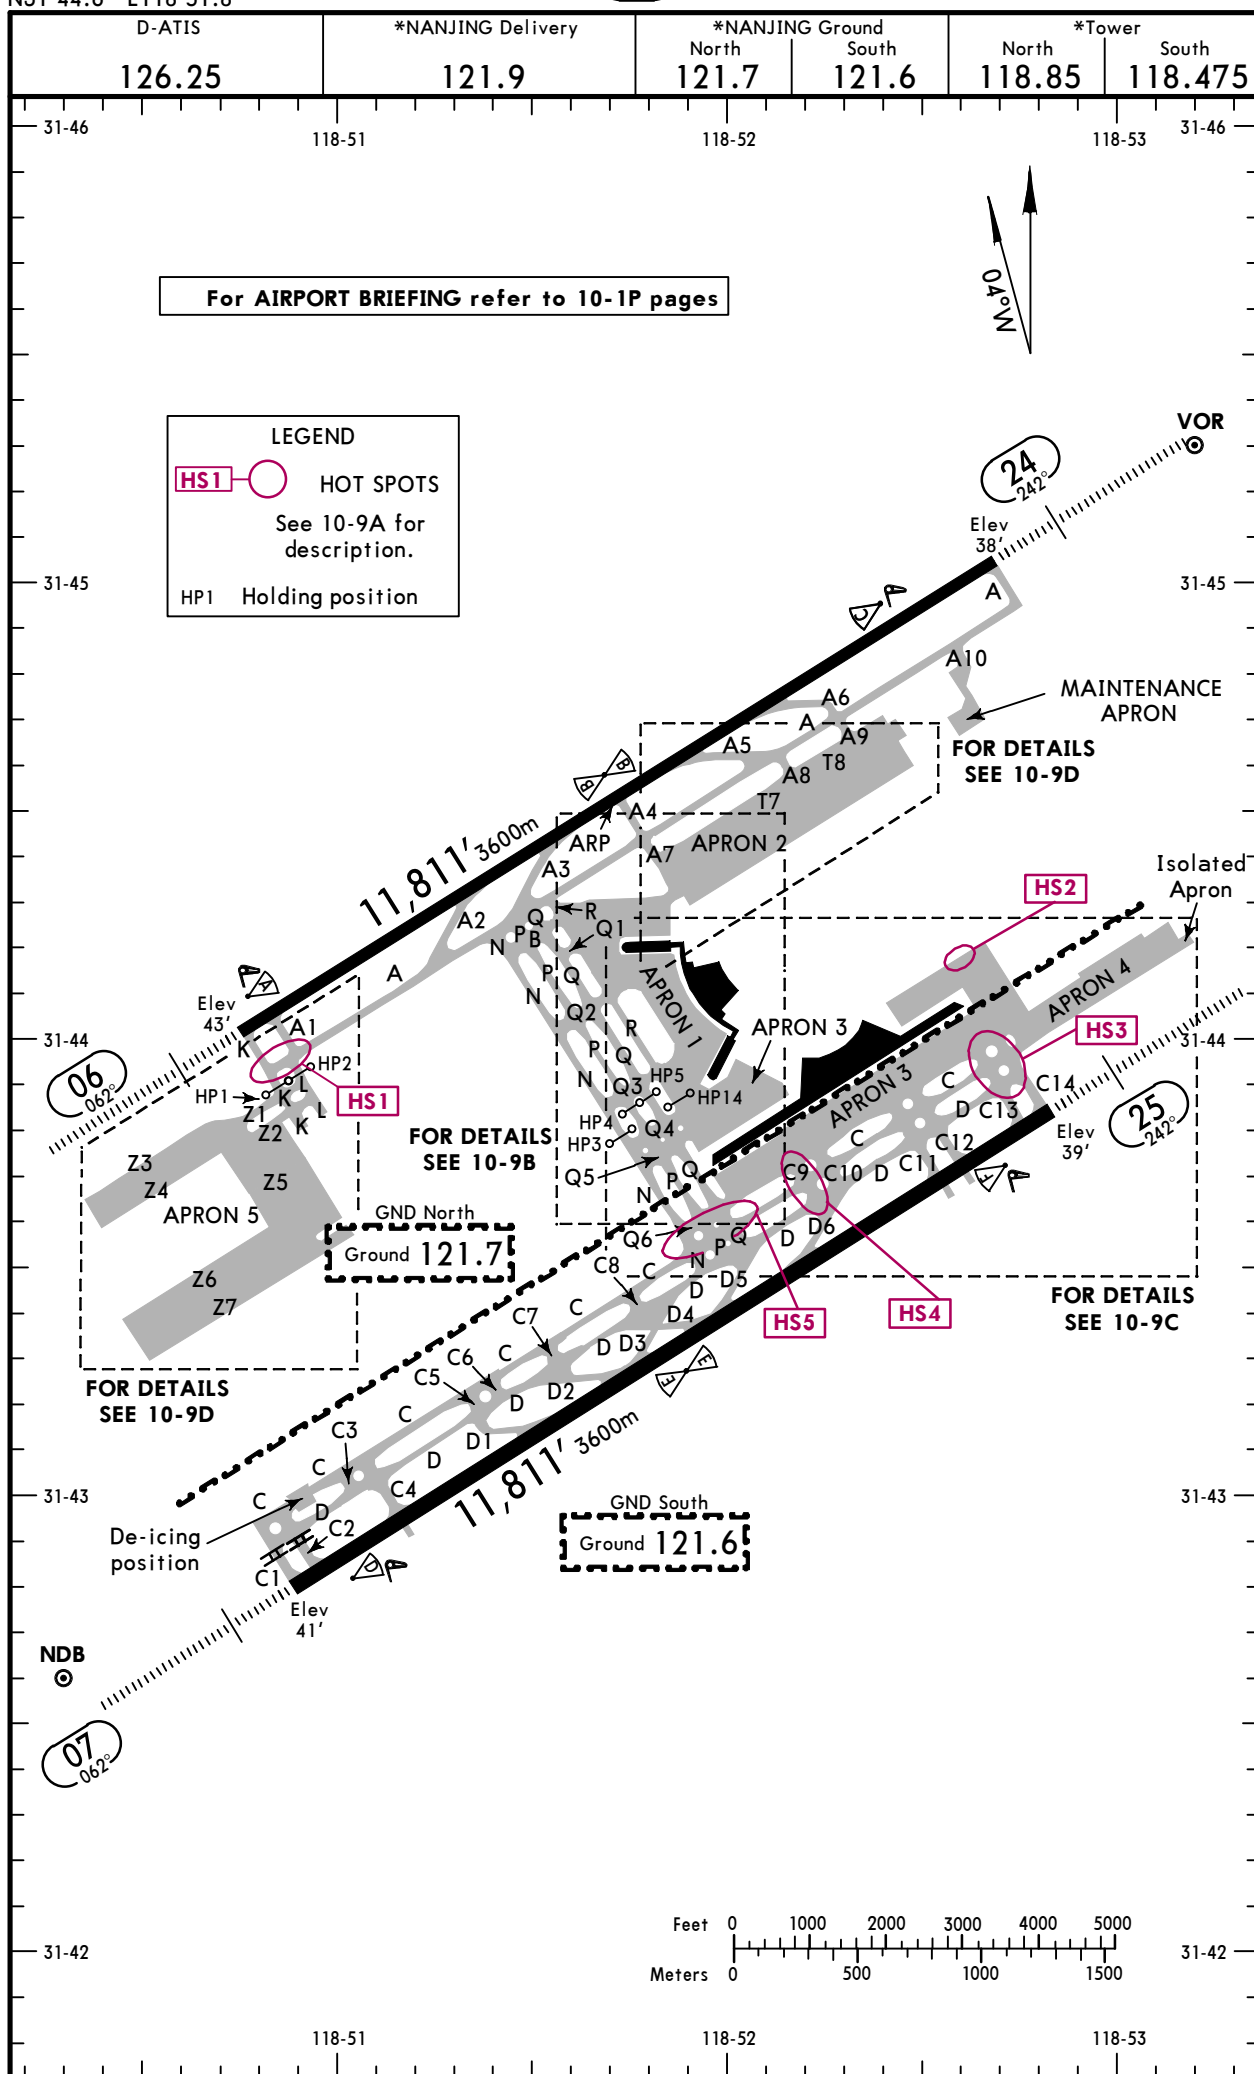 D-ATIS
126.25
*NANJING Delivery
121.9
*NANJING Ground
North
121.7
South
121.6
*Tower
North
118.85
South
118.475
31-46
118-51
118-52
118-53
31-46
04°W
For AIRPORT BRIEFING refer to 10-1P pages
LEGEND
HS1
HOT SPOTS
See 10-9A for
description.
HP1 Holding position
VOR
24
242°
Elev
38'
31-45
31-45
C
A
A10
MAINTENANCE
APRON
A6
A
A9
A5
T8
A8
T7
FOR DETAILS
SEE 10-9D
B
B
A4
ARP
A7
APRON 2
11,811' 3600m
A3
A2
Q
R
P
B
N
Q1
P
N
Q
Q2
R
P
Q
N
Q3
APRON 1
APRON 3
HP5
HP14
HP4
HP3
Q4
Q5
P
Q
N
HS2
Isolated
Apron
APRON 4
APRON 3
HS3
31-44
31-44
A
A
Elev
43'
A1
K
HP2
HP1
L
K
L
Z1
Z2
K
HS1
06
062°
Z3
Z4
Z5
APRON 5
Z6
Z7
FOR DETAILS
SEE 10-9B
GND North
Ground 121.7
FOR DETAILS
SEE 10-9D
C
C14
D
C13
C12
C
C11
D
C10
C9
Elev
39'
25
242°
F
D6
D
Q6
Q
P
N
C8
C
D5
D
D4
HS5
HS4
FOR DETAILS
SEE 10-9C
C7
C
D
D3
C6
C
C5
D2
D
E
E
C
D1
C3
D
C
C4
11,811' 3600m
31-43
31-43
C
D
De-icing
position
C2
C1
D
Elev
41'
GND South
Ground 121.6
NDB
07
062°
Feet 0 1000 2000 3000 4000 5000
Meters 0 500 1000 1500
31-42
31-42
118-51
118-52
118-53